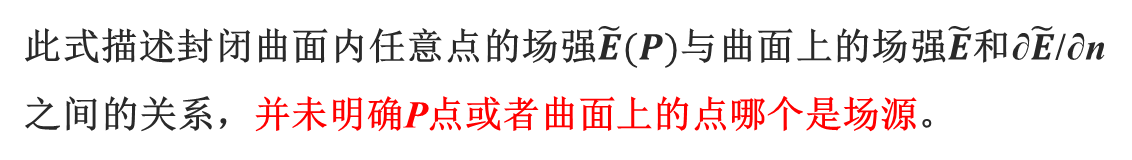 此式描述封闭曲面内任意点的场强Ẽ(P)与曲面上的场强Ẽ和∂Ẽ/∂n
之间的关系，并未明确P点或者曲面上的点哪个是场源。